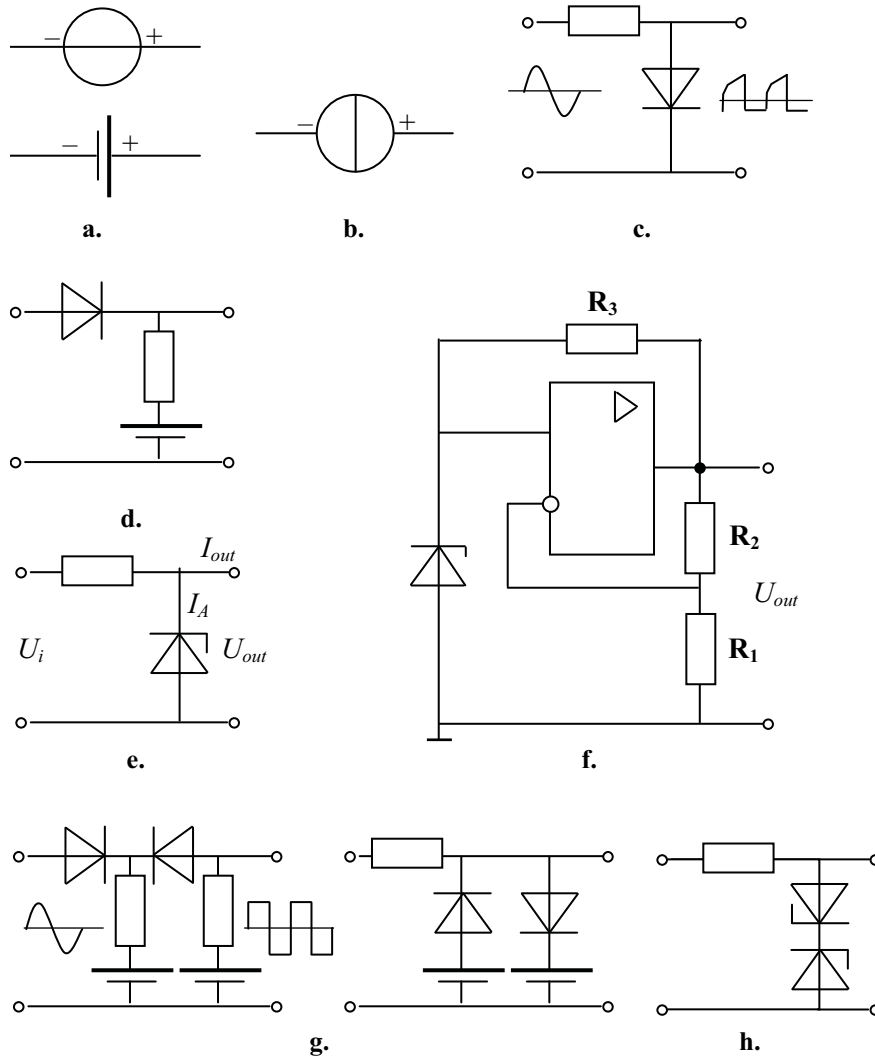 − +
− +
a.
− +
b.
c.
d.
R₃
R₂
R₁
Uout
f.
Iout
IA
Ui
Uout
e.
g.
h.